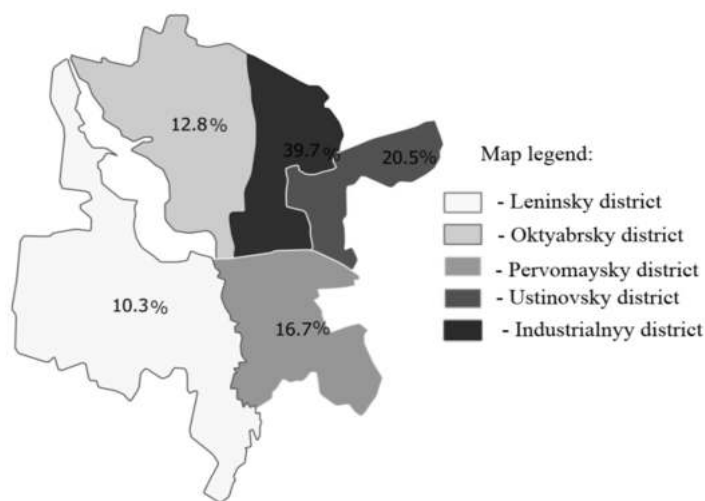 12.8%
39.7%
20.5%
10.3%
16.7%
Map legend:
- Leninsky district
- Oktyabrsky district
- Pervomaysky district
- Ustinovsky district
- Industrialnyy district